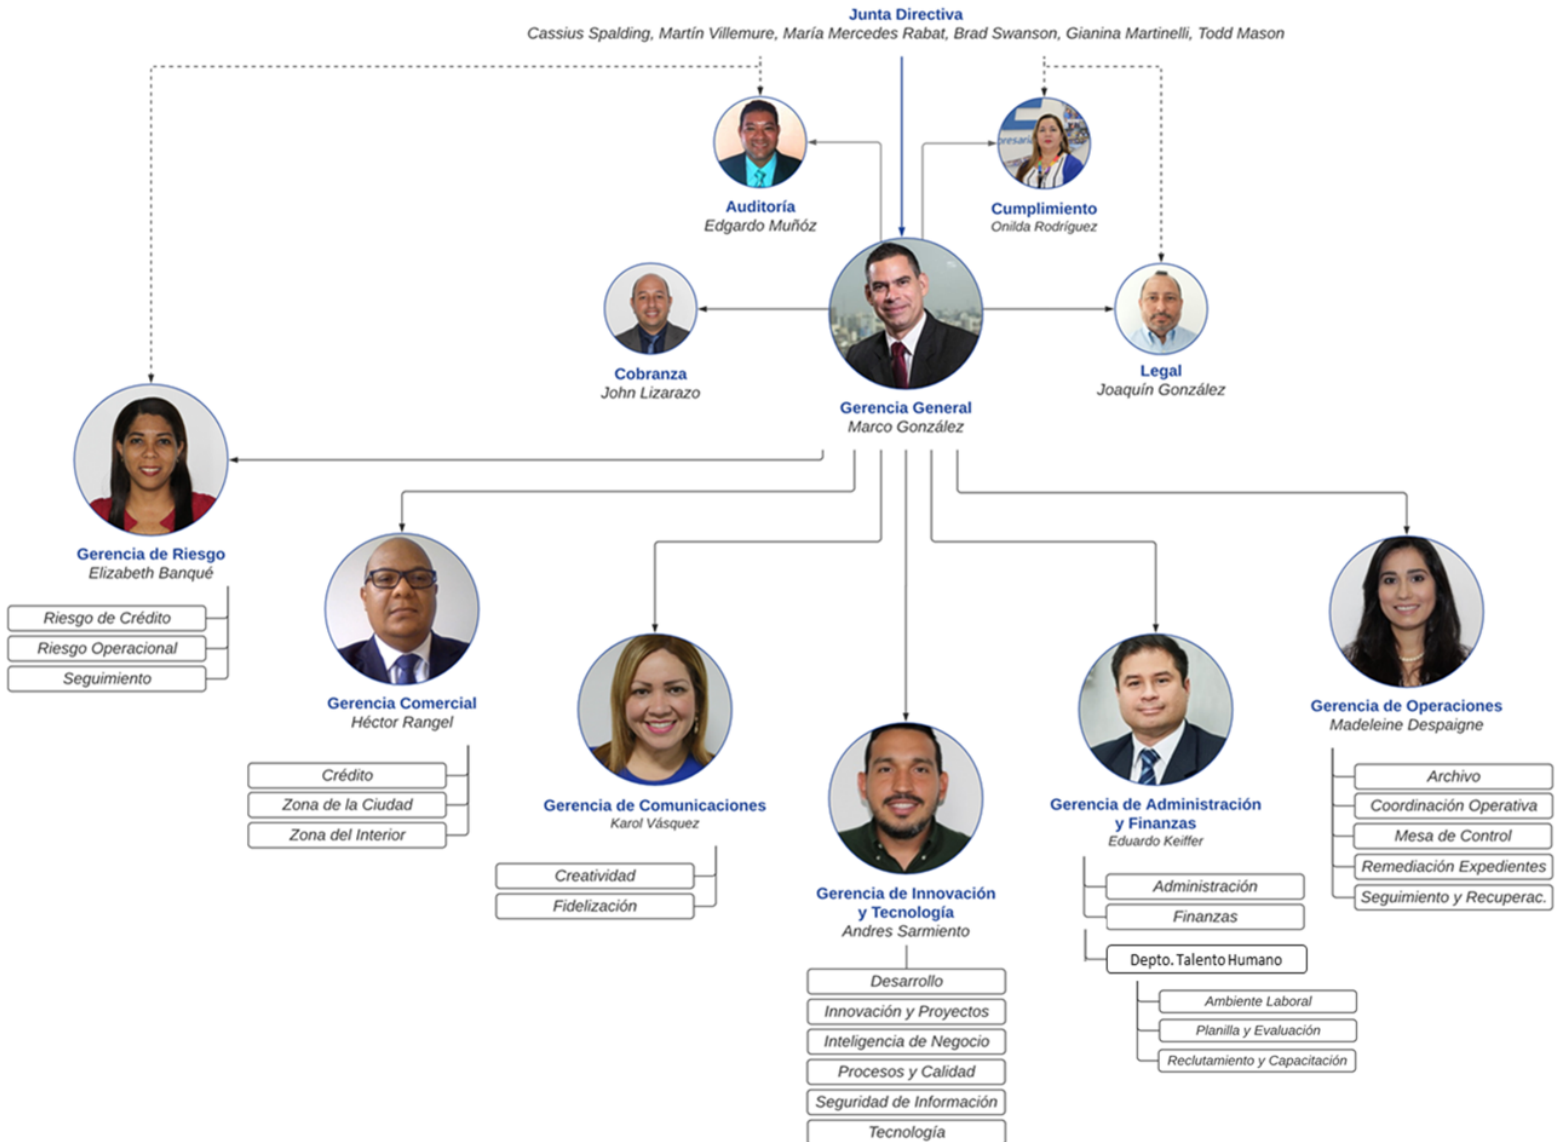 Junta Directiva
Cassius Spalding, Martín Villemure, María Mercedes Rabat, Brad Swanson, Gianina Martinelli, Todd Mason
Auditoría
Edgardo Muñóz
Cumplimiento
Onilda Rodríguez
Cobranza
John Lizarazo
Gerencia General
Marco González
Legal
Joaquín González
Gerencia de Riesgo
Elizabeth Banqué
Riesgo de Crédito
Riesgo Operacional
Seguimiento
Gerencia Comercial
Héctor Rangel
Crédito
Zona de la Ciudad
Zona del Interior
Gerencia de Comunicaciones
Karol Vásquez
Creatividad
Fidelización
Gerencia de Innovación
y Tecnología
Andres Sarmiento
Desarrollo
Innovación y Proyectos
Inteligencia de Negocio
Procesos y Calidad
Seguridad de Información
Tecnología
Gerencia de Administración
y Finanzas
Eduardo Keiffer
Administración
Finanzas
Depto. Talento Humano
Ambiente Laboral
Planilla y Evaluación
Reclutamiento y Capacitación
Gerencia de Operaciones
Madeleine Despaigne
Archivo
Coordinación Operativa
Mesa de Control
Remediación Expedientes
Seguimiento y Recuperac.